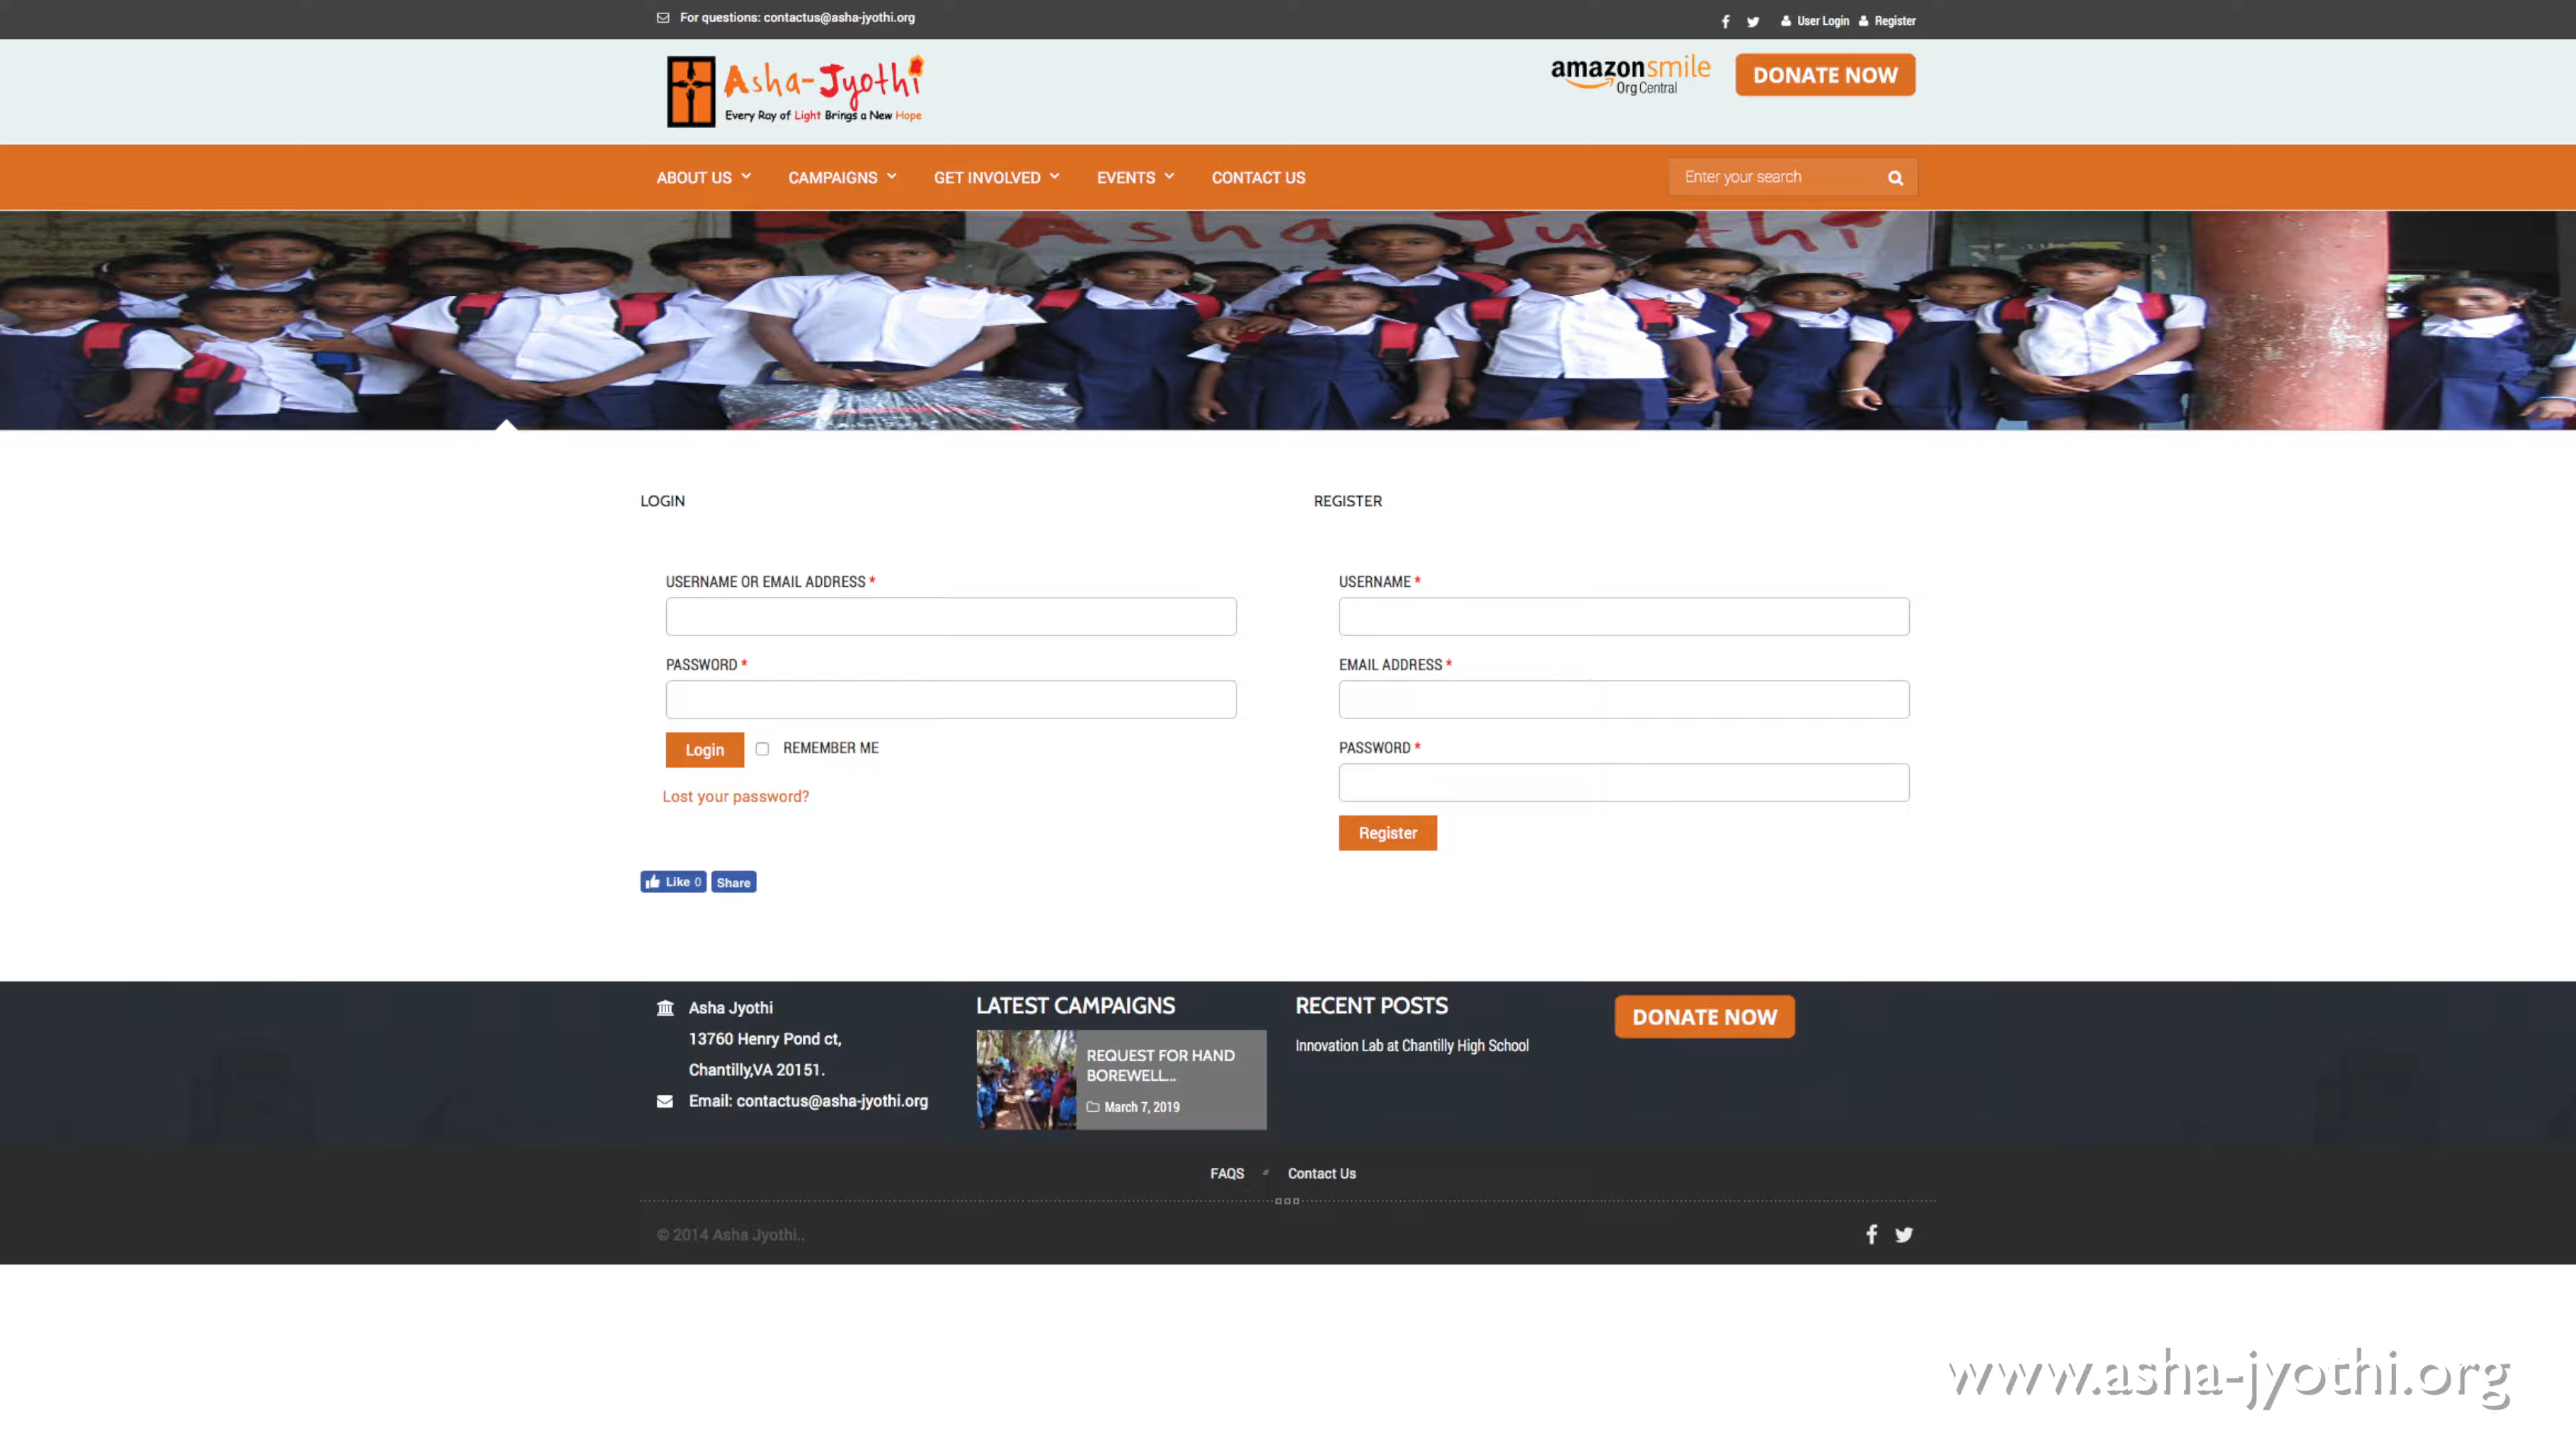 For questions: contactus@asha-jyothi.org
User Login Register
Asha-Jyothi
Every Ray of Light Brings a New Hope
amazonsmile
Org Central
DONATE NOW
ABOUT US CAMPAIGNS GET INVOLVED EVENTS CONTACT US
Enter your search
Asha-Jyothi
LOGIN
USERNAME OR EMAIL ADDRESS *
PASSWORD *
Login REMEMBER ME
Lost your password?
REGISTER
USERNAME *
EMAIL ADDRESS *
PASSWORD *
Register
Like 0 Share
Asha Jyothi
13760 Henry Pond ct,
Chantilly,VA 20151.
Email: contactus@asha-jyothi.org
LATEST CAMPAIGNS
REQUEST FOR HAND
BOREWELL...
March 7, 2019
RECENT POSTS
Innovation Lab at Chantilly High School
DONATE NOW
FAQS // Contact Us
© 2014 Asha Jyothi..
www.asha-jyothi.org